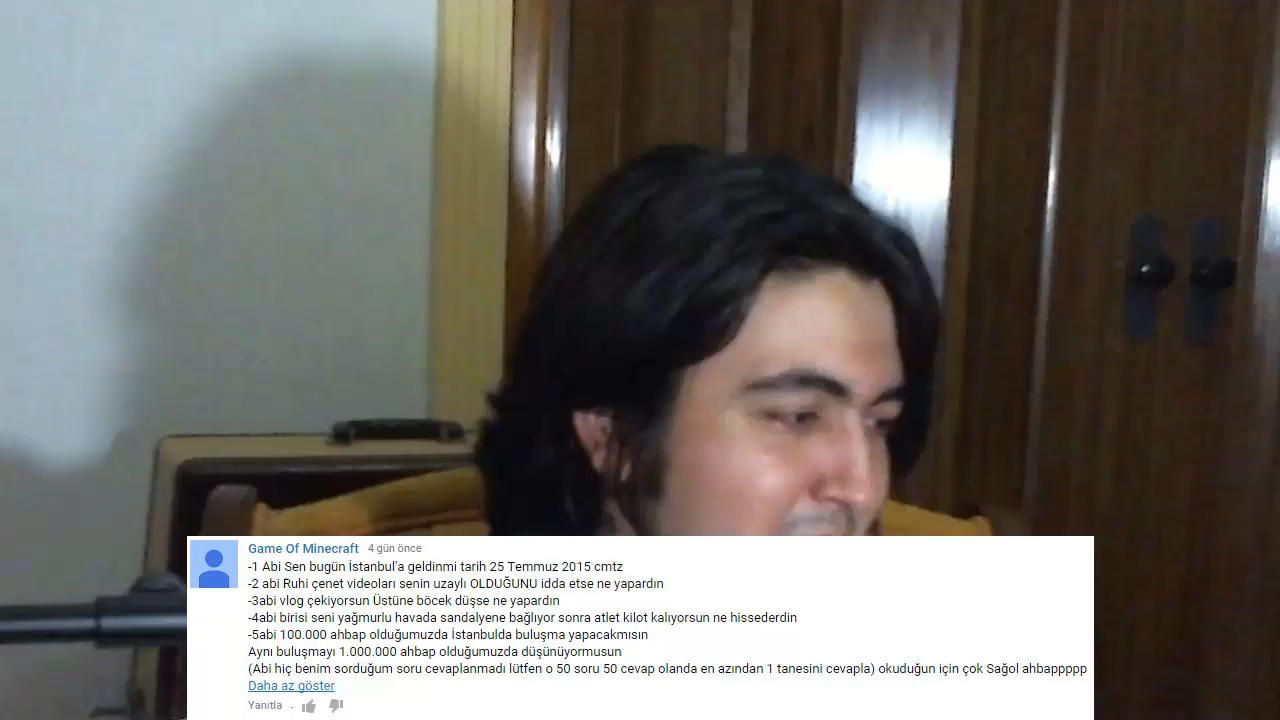 Game Of Minecraft 4 gün önce
-1 Abi Sen bugün İstanbul'a geldinmi tarih 25 Temmuz 2015 cmtz
-2 abi Ruhi çenet videoları senin uzaylı OLDUĞUNU idda etse ne yapardın
-3abi vlog çekiyorsun Üstüne böcek düşse ne yapardın
-4abi birisi seni yağmurlu havada sandalyene bağlıyor sonra atlet kilot kalıyorsun ne hissederdin
-5abi 100.000 ahbap olduğumuzda İstanbulda buluşma yapacakmısın
Aynı buluşmayı 1.000.000 ahbap olduğumuzda düşünüyormusun
(Abi hiç benim sorduğum soru cevaplanmadı lütfen o 50 soru 50 cevap olanda en azından 1 tanesini cevapla) okuduğun için çok Sağol ahbappppp
Daha az göster
Yanıtla